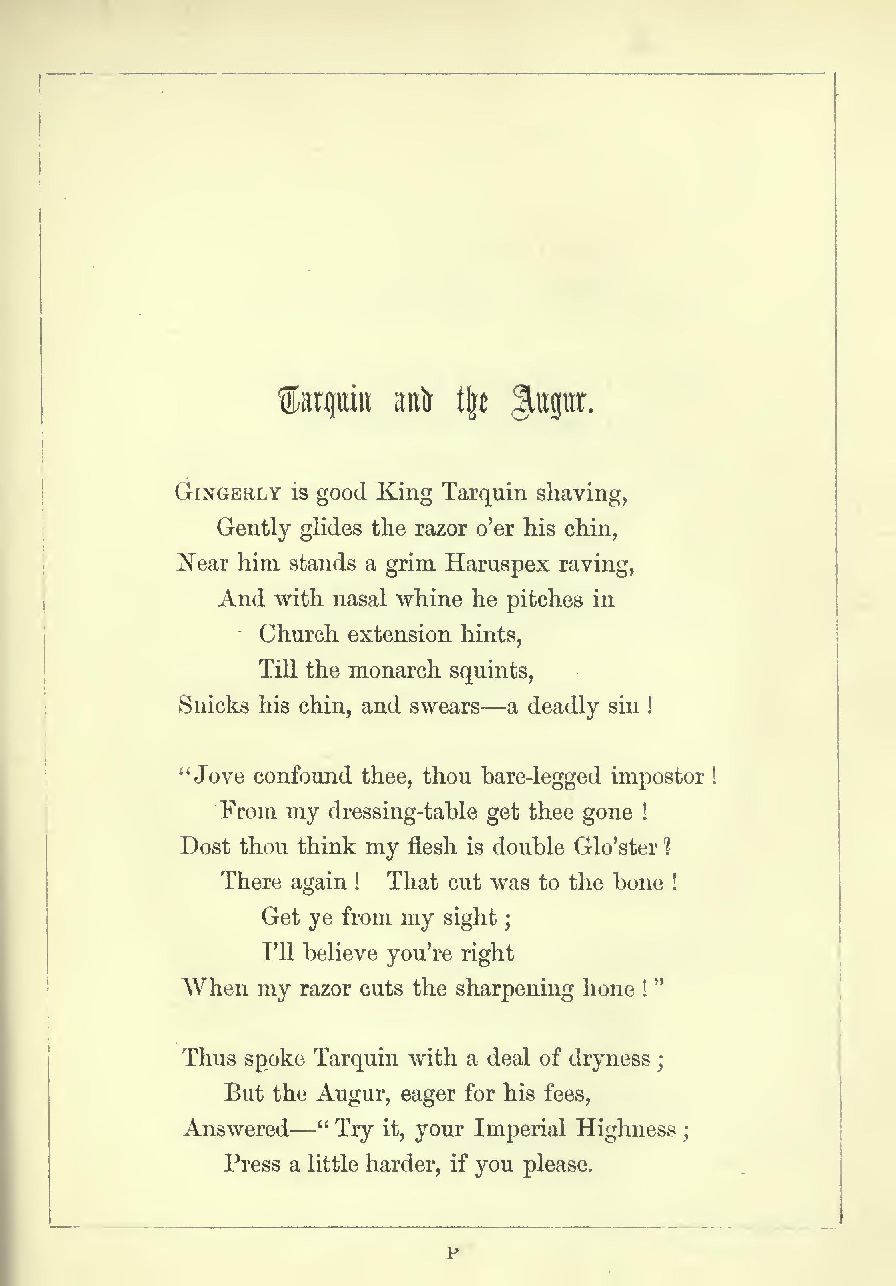 Tarquin and the Augur.
GINGERLY is good King Tarquin shaving,
Gently glides the razor o'er his chin,
Near him stands a grim Haruspex raving,
And with nasal whine he pitches in
Church extension hints,
Till the monarch squints,
Snicks his chin, and swears—a deadly sin !
“Jove confound thee, thou bare-legged impostor !
From my dressing-table get thee gone !
Dost thou think my flesh is double Glo'ster ?
There again ! That cut was to the bone !
Get ye from my sight ;
I'll believe you're right
When my razor cuts the sharpening hone ! ”
Thus spoke Tarquin with a deal of dryness ;
But the Augur, eager for his fees,
Answered—“ Try it, your Imperial Highness ;
Press a little harder, if you please.
P